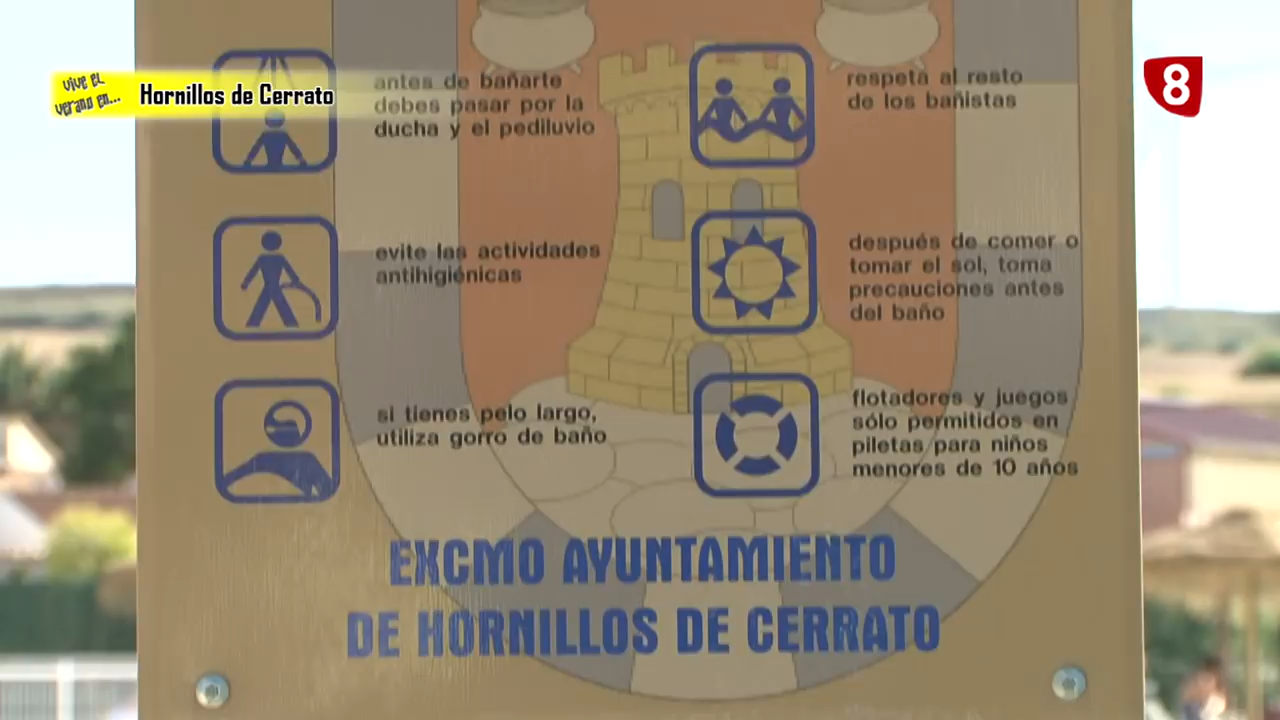 vive el
verano en...
Hornillos de Cerrato
8
antes de bañarte
debes pasar por la
ducha y el pediluvio
respeta al resto
de los bañistas
evite las actividades
antihigiénicas
después de comer o
tomar el sol, toma
precauciones antes
del baño
si tienes pelo largo,
utiliza gorro de baño
flotadores y juegos
sólo permitidos en
piletas para niños
menores de 10 años
EXCMO AYUNTAMIENTO
DE HORNILLOS DE CERRATO